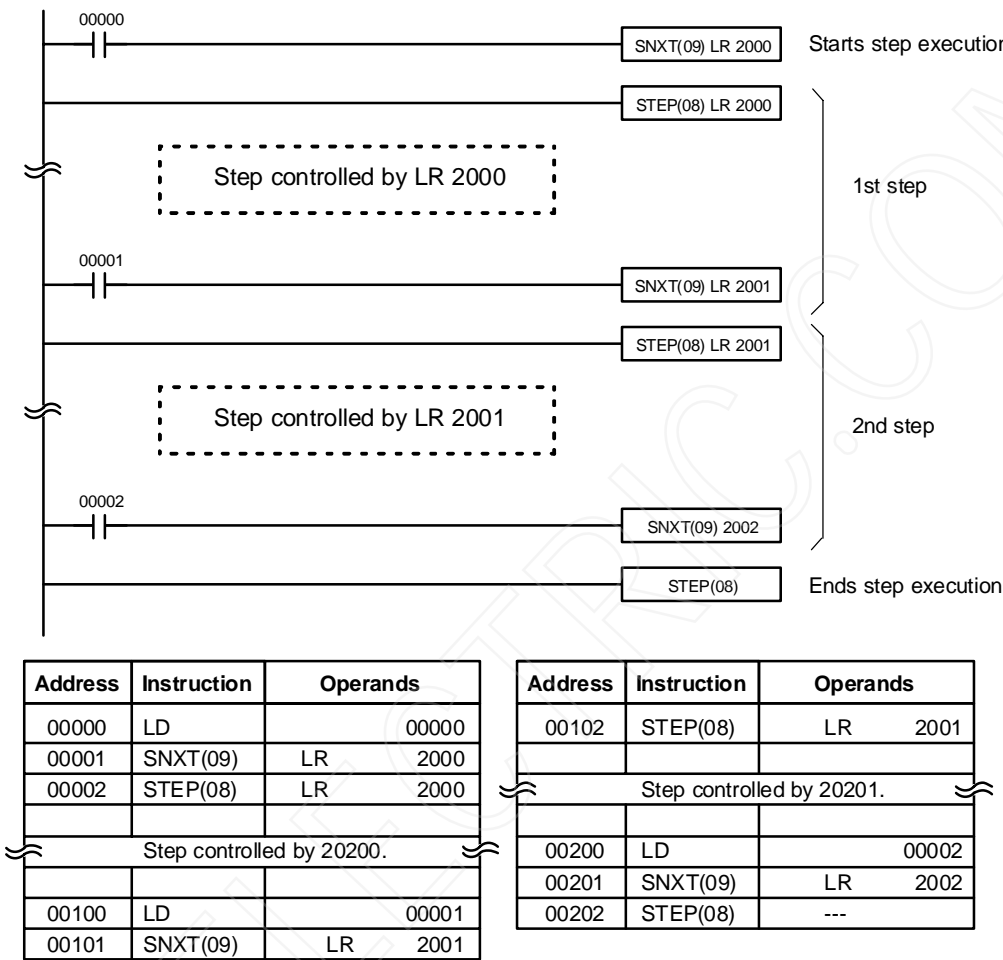 00000
SNXT(09) LR 2000 Starts step execution
STEP(08) LR 2000
Step controlled by LR 2000
1st step
00001
SNXT(09) LR 2001
STEP(08) LR 2001
Step controlled by LR 2001
2nd step
00002
SNXT(09) 2002
STEP(08) Ends step execution
Address Instruction Operands
00000 LD 00000
00001 SNXT(09) LR 2000
00002 STEP(08) LR 2000
Step controlled by 20200.
00100 LD 00001
00101 SNXT(09) LR 2001
Address Instruction Operands
00102 STEP(08) LR 2001
Step controlled by 20201.
00200 LD 00002
00201 SNXT(09) LR 2002
00202 STEP(08) ---